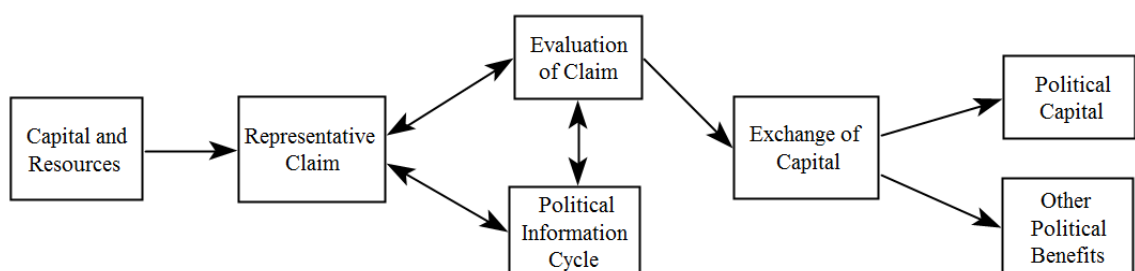 Capital and
Resources
Representative
Claim
Evaluation
of Claim
Political
Information
Cycle
Exchange of
Capital
Political
Capital
Other
Political
Benefits